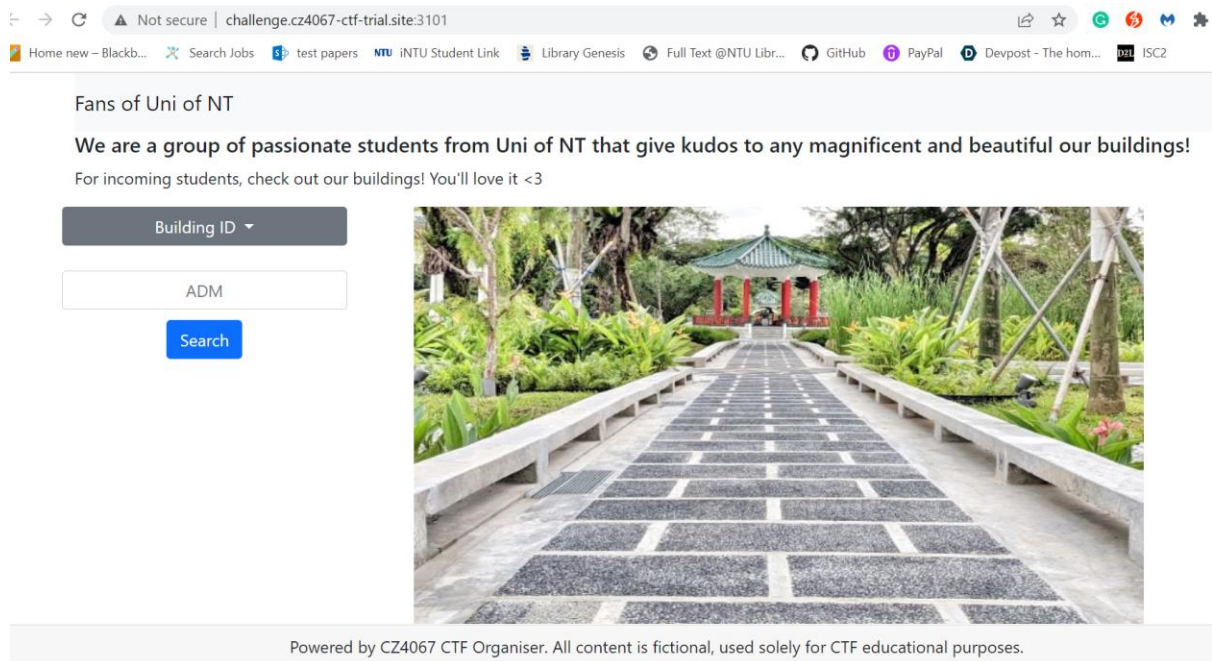 Not secure | challenge.cz4067-ctf-trial.site:3101
Home new – Blackb... Search Jobs test papers NTU iNTU Student Link Library Genesis Full Text @NTU Libr... GitHub PayPal Devpost - The hom... D2L ISC2
Fans of Uni of NT
We are a group of passionate students from Uni of NT that give kudos to any magnificent and beautiful our buildings!
For incoming students, check out our buildings! You'll love it <3
Building ID
ADM
Search
Powered by CZ4067 CTF Organiser. All content is fictional, used solely for CTF educational purposes.